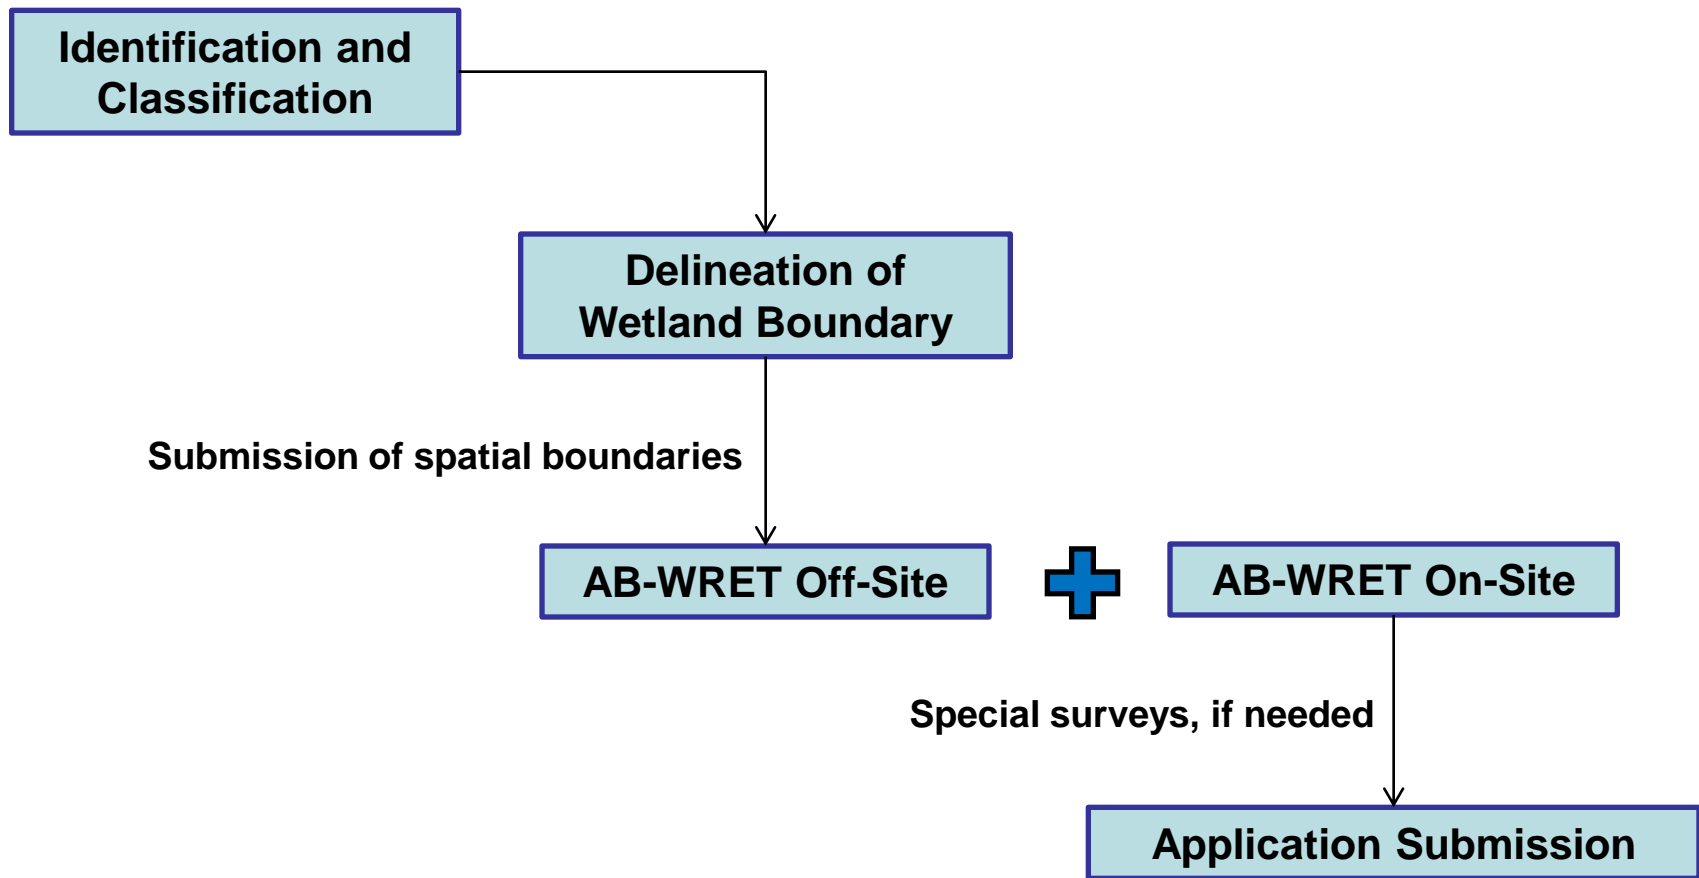 Identification and
Classification
Delineation of
Wetland Boundary
Submission of spatial boundaries
AB-WRET Off-Site
AB-WRET On-Site
Special surveys, if needed
Application Submission